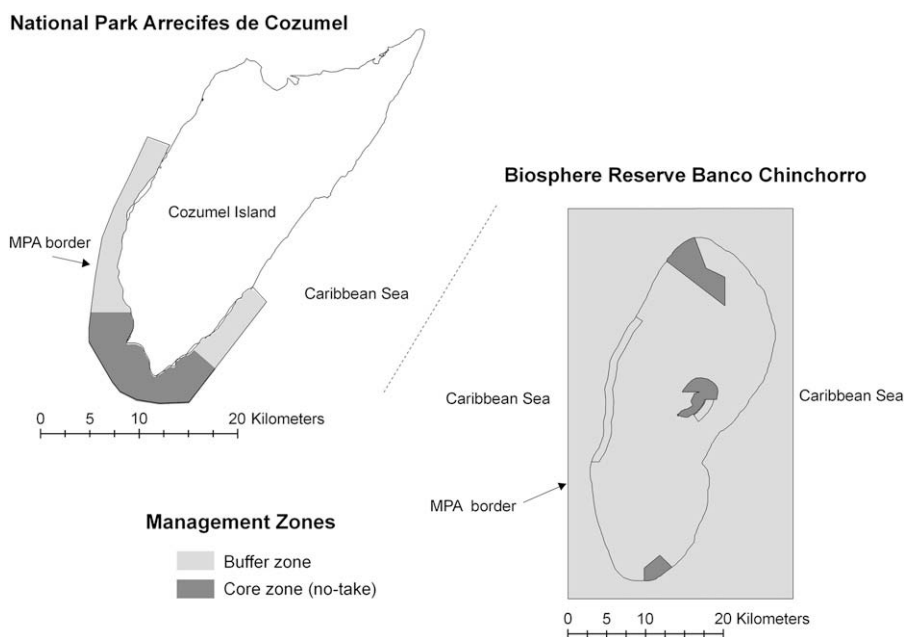 National Park Arrecifes de Cozumel
Cozumel Island
MPA border
Caribbean Sea
0 5 10 20 Kilometers
Biosphere Reserve Banco Chinchorro
Caribbean Sea
Caribbean Sea
MPA border
0 5 10 20 Kilometers
Management Zones
Buffer zone
Core zone (no-take)